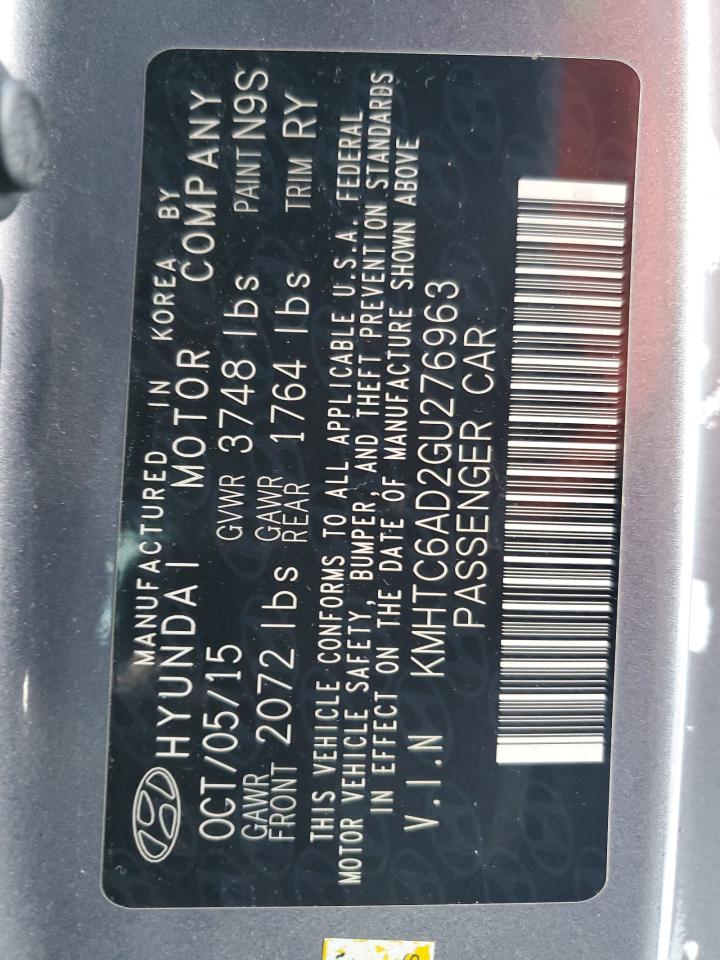 MANUFACTURED IN KOREA BY
HYUNDAI MOTOR COMPANY
OCT/05/15 GVWR 3748 lbs PAINT N9S
GAWR FRONT 2072 lbs GAWR REAR 1764 lbs TRIM RY
THIS VEHICLE CONFORMS TO ALL APPLICABLE U.S.A. FEDERAL
MOTOR VEHICLE SAFETY, BUMPER, AND THEFT PREVENTION STANDARDS
IN EFFECT ON THE DATE OF MANUFACTURE SHOWN ABOVE
V.I.N KMHTC6AD2GU276963
PASSENGER CAR